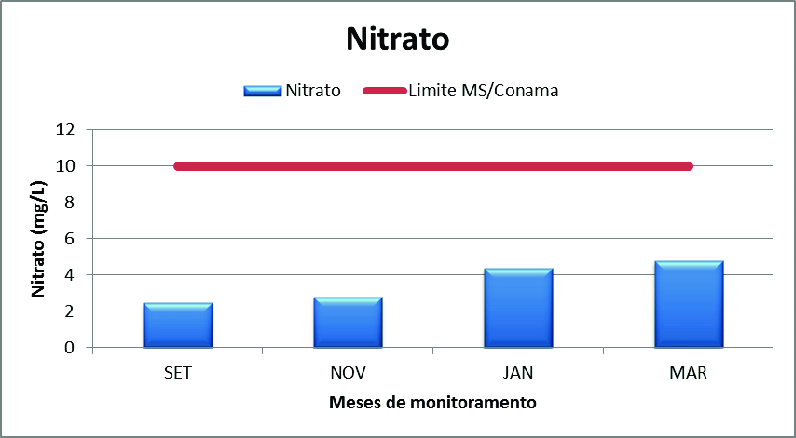 Nitrato
Nitrato Limite MS/Conama
12
10
8
6
4
2
0
Nitrato (mg/L)
SET NOV JAN MAR
Meses de monitoramento